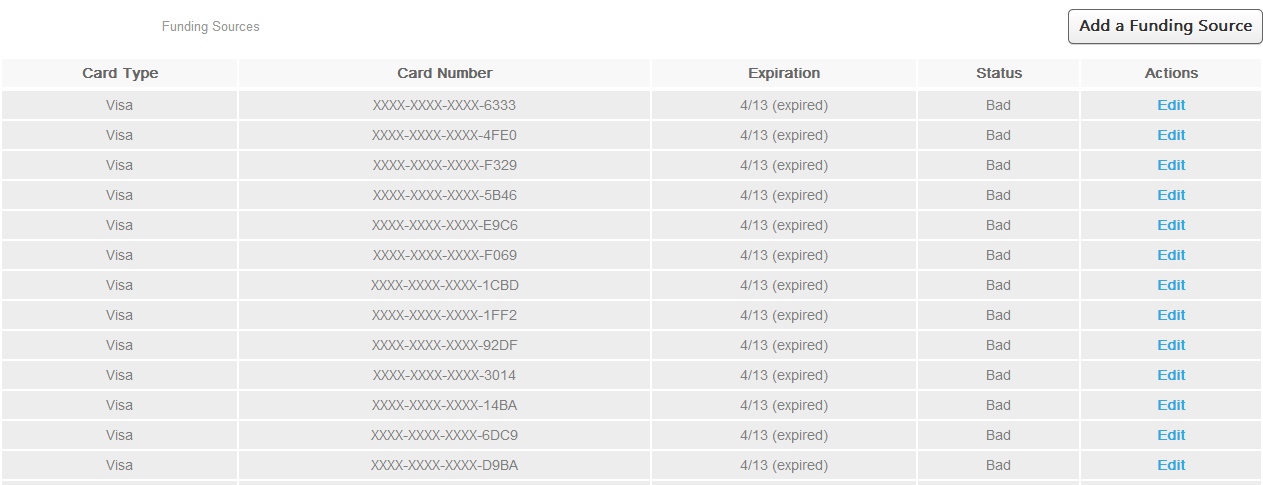 Funding Sources
Add a Funding Source
Card Type Card Number Expiration Status Actions
Visa XXXX-XXXX-XXXX-6333 4/13 (expired) Bad Edit
Visa XXXX-XXXX-XXXX-4FE0 4/13 (expired) Bad Edit
Visa XXXX-XXXX-XXXX-F329 4/13 (expired) Bad Edit
Visa XXXX-XXXX-XXXX-5B46 4/13 (expired) Bad Edit
Visa XXXX-XXXX-XXXX-E9C6 4/13 (expired) Bad Edit
Visa XXXX-XXXX-XXXX-F069 4/13 (expired) Bad Edit
Visa XXXX-XXXX-XXXX-1CBD 4/13 (expired) Bad Edit
Visa XXXX-XXXX-XXXX-1FF2 4/13 (expired) Bad Edit
Visa XXXX-XXXX-XXXX-92DF 4/13 (expired) Bad Edit
Visa XXXX-XXXX-XXXX-3014 4/13 (expired) Bad Edit
Visa XXXX-XXXX-XXXX-14BA 4/13 (expired) Bad Edit
Visa XXXX-XXXX-XXXX-6DC9 4/13 (expired) Bad Edit
Visa XXXX-XXXX-XXXX-D9BA 4/13 (expired) Bad Edit